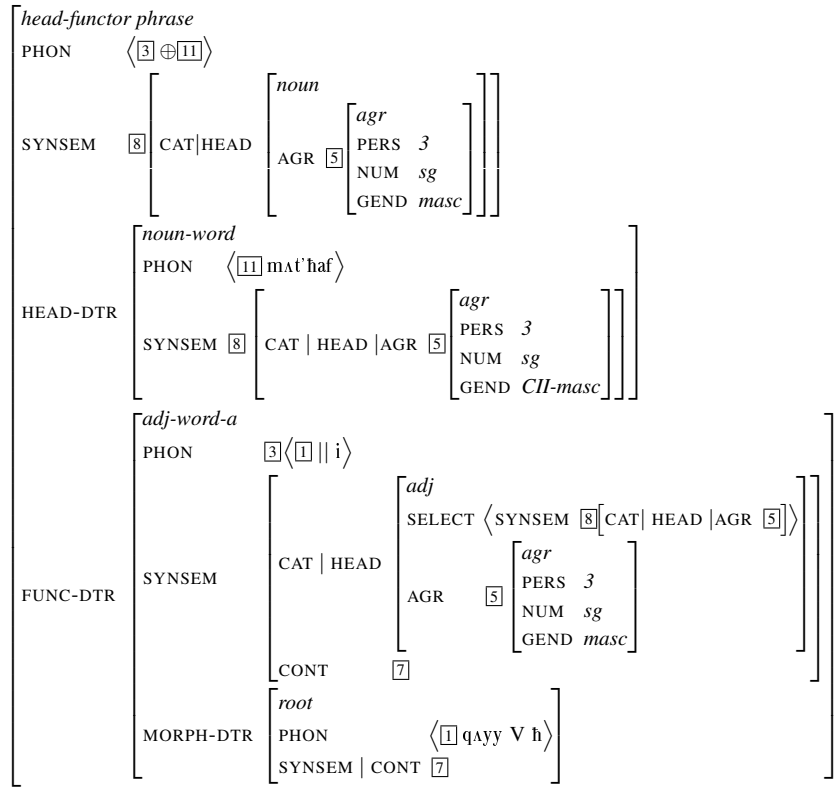 head-functor phrase
PHON ⟨[3] ⊕ [11]⟩
noun
agr
PERS 3
SYNSEM [8] CAT|HEAD AGR [5]
NUM sg
GEND masc
noun-word
PHON ⟨[11] mʌt’ħaf⟩
agr
HEAD-DTR
PERS 3
SYNSEM [8] CAT | HEAD |AGR [5]
NUM sg
GEND CII-masc
adj-word-a
PHON [3]⟨[1] || i⟩
adj
SELECT ⟨SYNSEM [8][CAT| HEAD |AGR [5]]⟩
agr
CAT | HEAD
PERS 3
SYNSEM
FUNC-DTR
AGR [5]
NUM sg
GEND masc
CONT [7]
root
MORPH-DTR PHON ⟨[1] qʌyy V ħ⟩
SYNSEM | CONT [7]